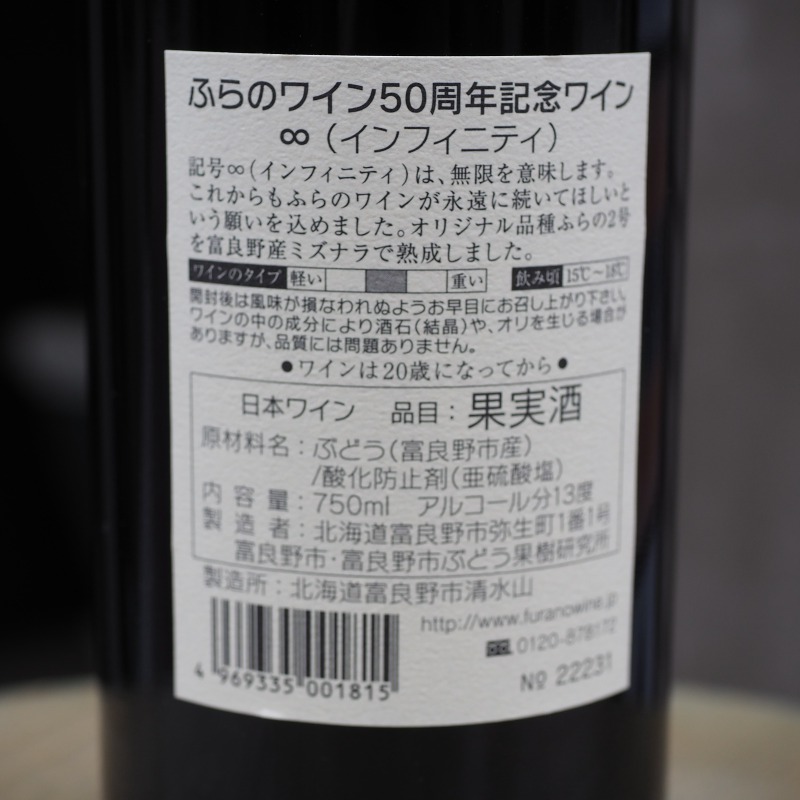 ふらのワイン50周年記念ワイン
∞（インフィニティ）
記号∞（インフィニティ）は、無限を意味します。
これからもふらのワインが永遠に続いてほしいと
いう願いを込めました。オリジナル品種ふらの2号
を富良野産ミズナラで熟成しました。
ワインのタイプ 軽い 重い 飲み頃 15℃〜18℃
開封後は風味が損なわれぬようお早目にお召し上がり下さい。
ワインの中の成分により酒石(結晶)や、オリを生じる場合が
ありますが、品質には問題ありません。
●ワインは20歳になってから●
日本ワイン 品目：果実酒
原材料名：ぶどう（富良野市産）
/酸化防止剤（亜硫酸塩）
内容量：750ml アルコール分13度
製造者：北海道富良野市弥生町1番1号
富良野市・富良野市ぶどう果樹研究所
製造所：北海道富良野市清水山
http://www.furanowine.jp
0120-878172
4 969335 001815
№ 22231